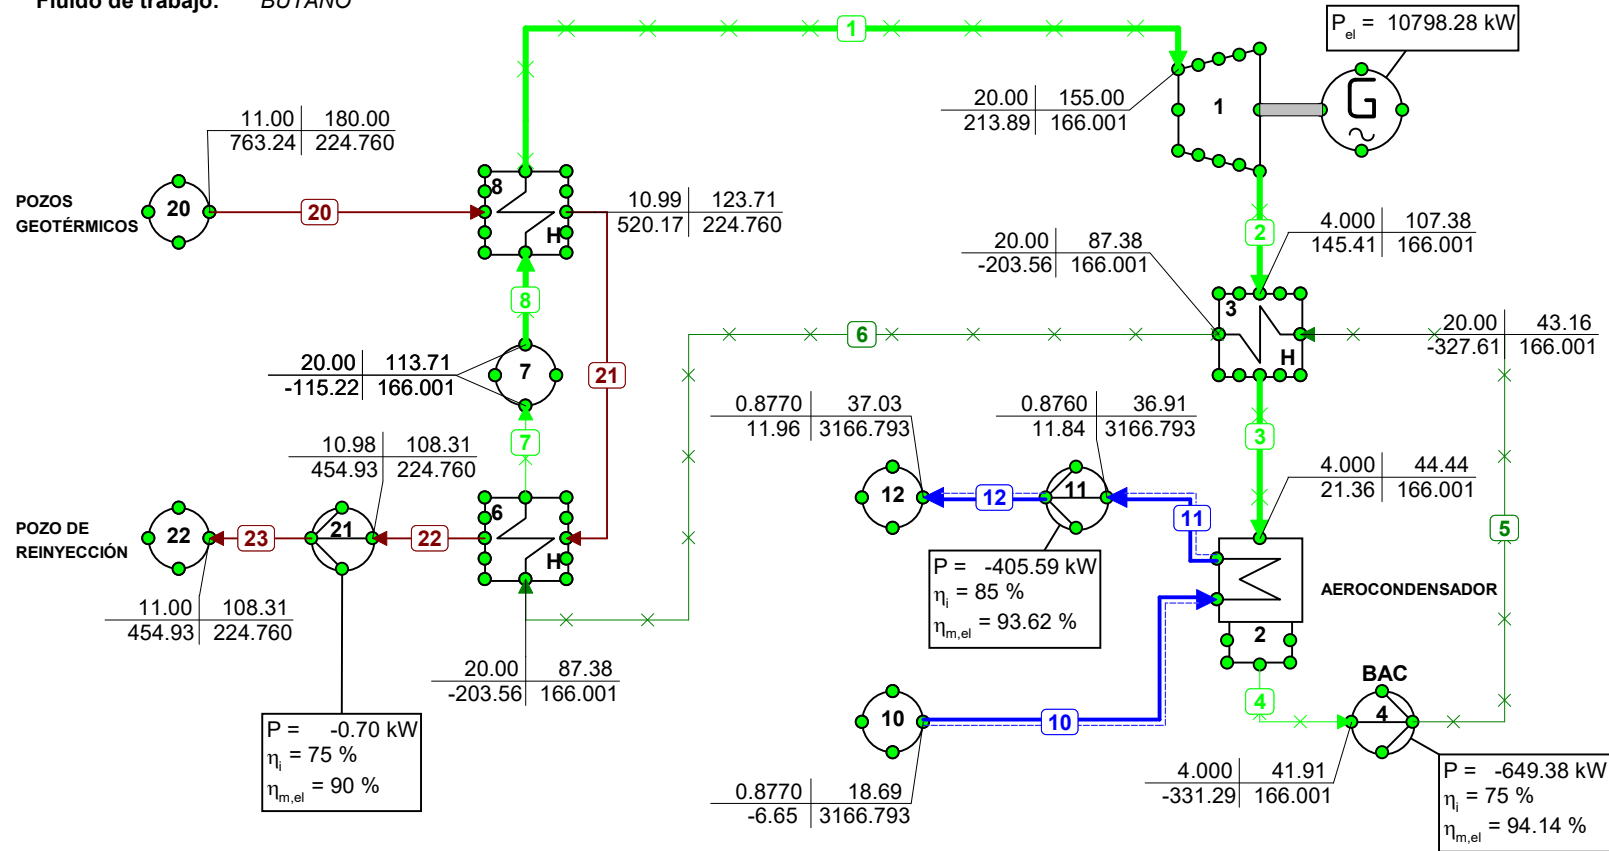 Fluido de trabajo: BUTANO
1
P el = 10798.28 kW
G
1
20.00 155.00
213.89 166.001
11.00 180.00
763.24 224.760
POZOS
GEOTÉRMICOS
20
20
8
H
10.99 123.71
520.17 224.760
2
4.000 107.38
145.41 166.001
20.00 87.38
-203.56 166.001
3
H
8
6
20.00 43.16
-327.61 166.001
20.00 113.71
-115.22 166.001
7
21
0.8770 37.03
11.96 3166.793
0.8760 36.91
11.84 3166.793
3
10.98 108.31
454.93 224.760
7
4.000 44.44
21.36 166.001
12
12
11
11
POZO DE
REINYECCIÓN
22
23
21
22
6
H
5
P = -405.59 kW
ηi = 85 %
ηm,el = 93.62 %
AEROCONDENSADOR
2
11.00 108.31
454.93 224.760
20.00 87.38
-203.56 166.001
BAC
4
4
10
10
P = -0.70 kW
ηi = 75 %
ηm,el = 90 %
0.8770 18.69
-6.65 3166.793
4.000 41.91
-331.29 166.001
P = -649.38 kW
ηi = 75 %
ηm,el = 94.14 %